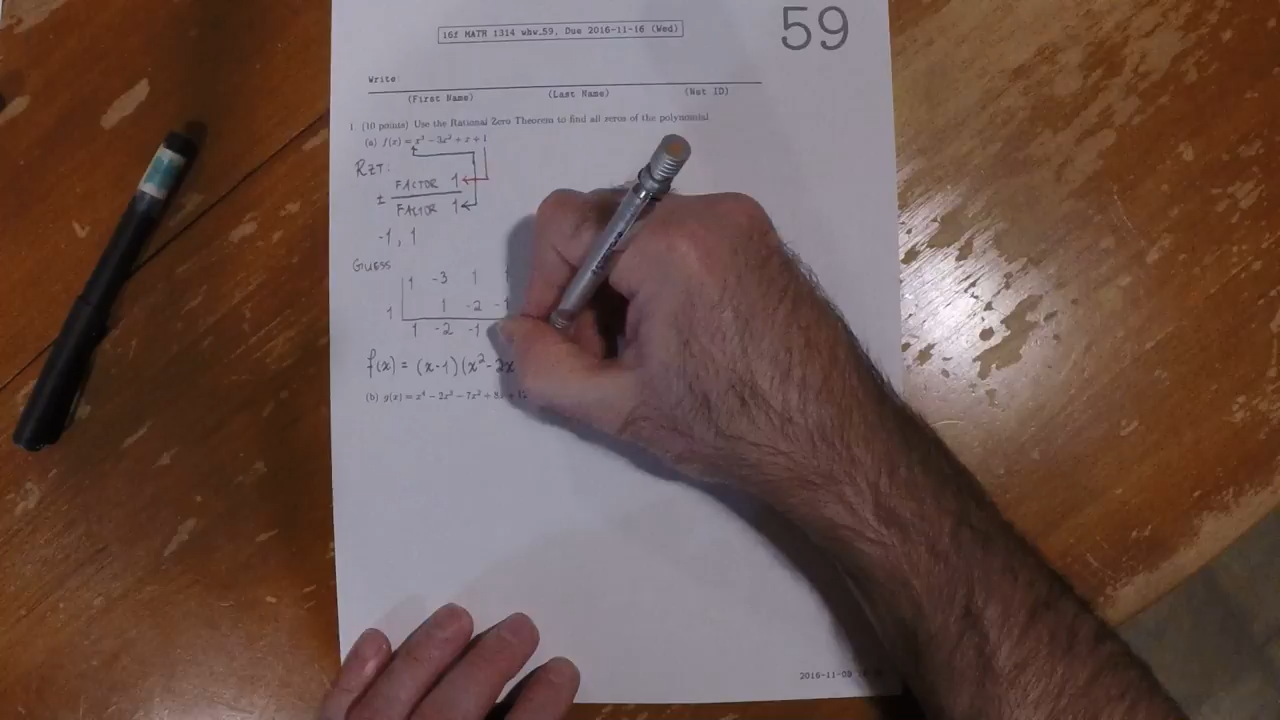 59
16f MATH 1314 whw_59, Due 2016-11-16 (Wed)
Write:
(First Name) (Last Name) (Net ID)
1. (10 points) Use the Rational Zero Theorem to find all zeros of the polynomial
(a) f(x) = x³ − 3x² + x + 1
RZT:
± FACTOR 1
FACTOR 1
-1, 1
GUESS
1 -3 1
1 1 -2 -1
1 -2 -1
f(x) = (x-1)(x²-2x
(b) g(x) = x⁴ − 2x³ − 7x² + 8x + 12
2016-11-09